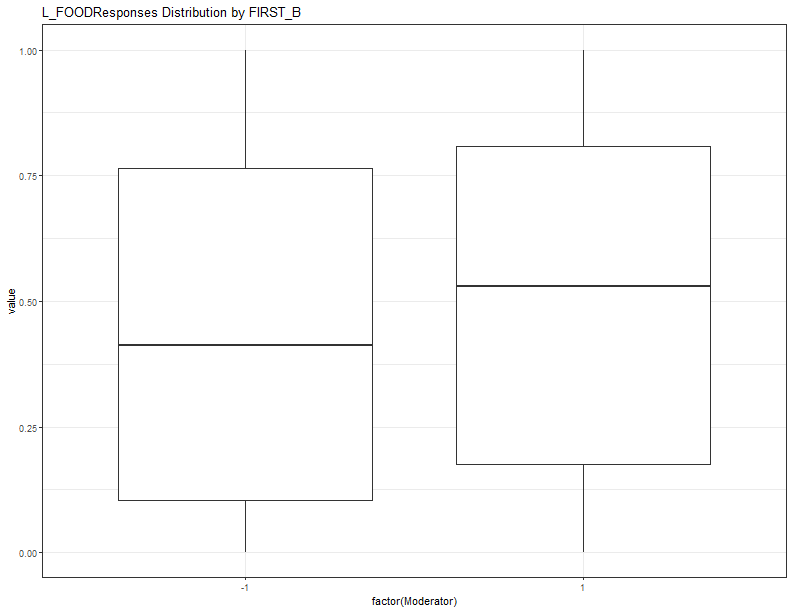 L_FOODResponses Distribution by FIRST_B
1.00
0.75
0.50
0.25
0.00
value
-1
1
factor(Moderator)